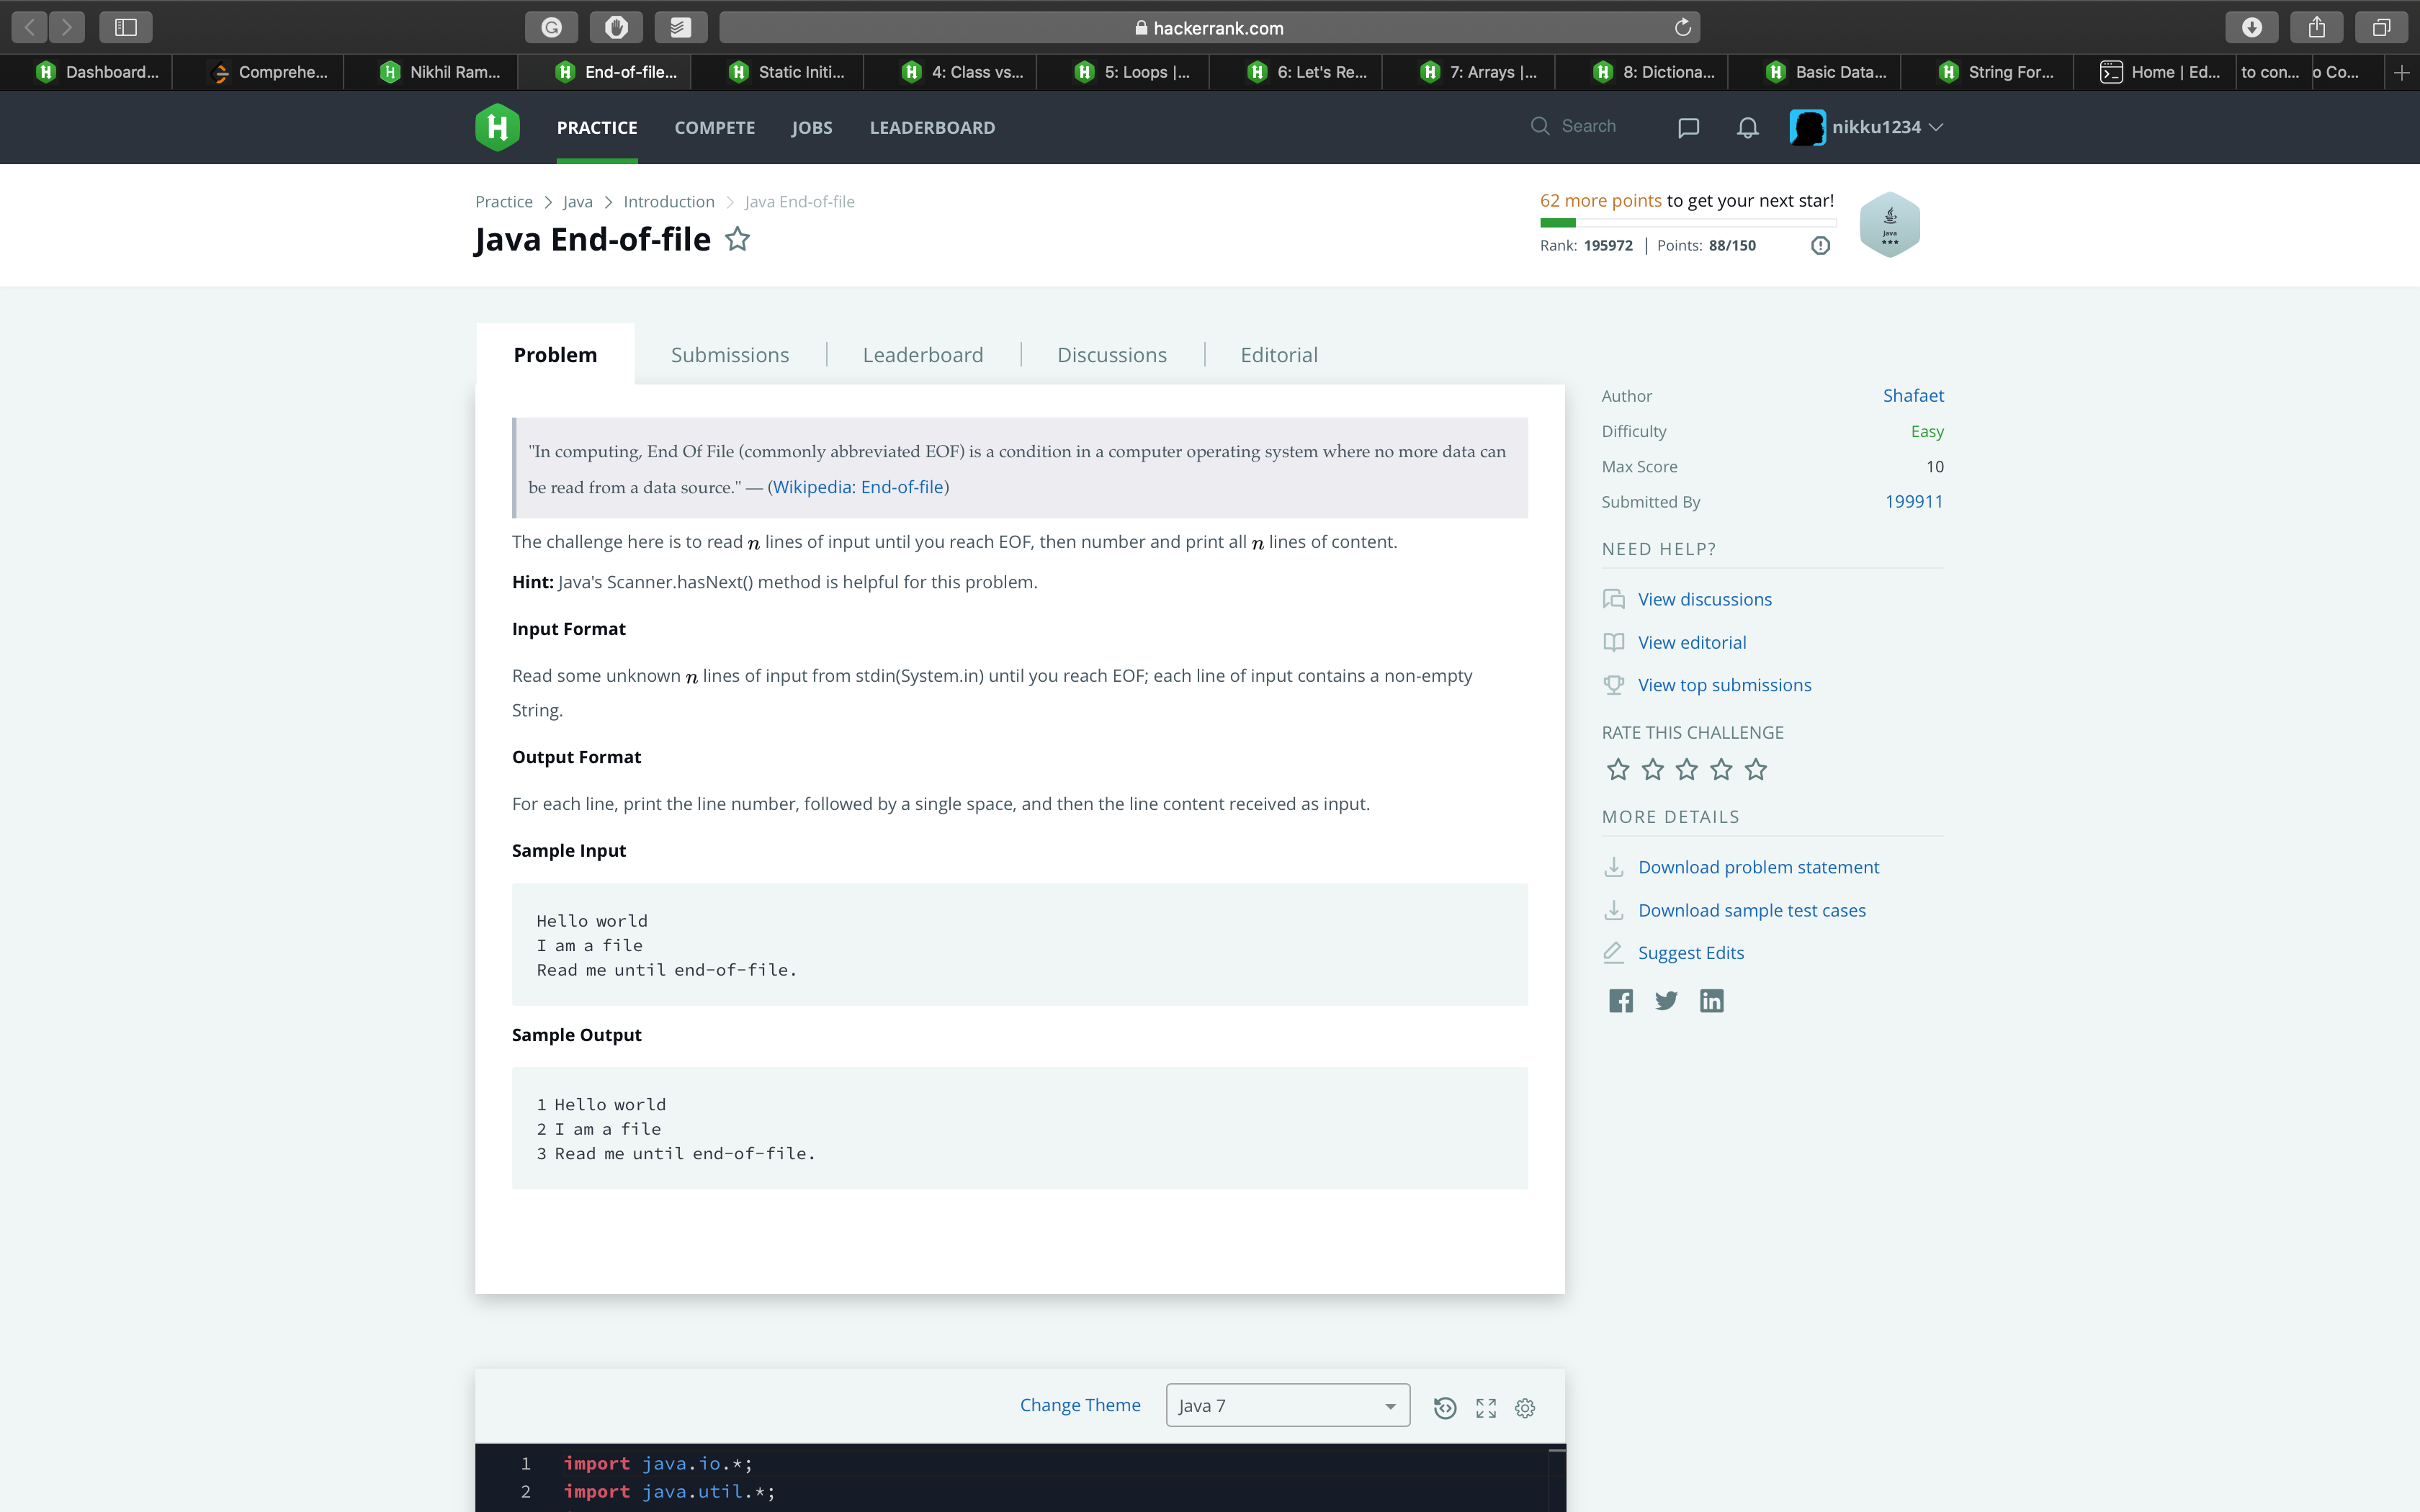 hackerrank.com
Dashboard...
Comprehe...
Nikhil Ram...
End-of-file...
Static Initi...
4: Class vs...
5: Loops |...
6: Let's Re...
7: Arrays |...
8: Dictiona...
Basic Data...
String For...
Home | Ed...
to con...
o Co...
PRACTICE COMPETE JOBS LEADERBOARD
Search
nikku1234
Practice > Java > Introduction > Java End-of-file
Java End-of-file
62 more points to get your next star!
Rank: 195972 | Points: 88/150
Java
Problem Submissions Leaderboard Discussions Editorial
"In computing, End Of File (commonly abbreviated EOF) is a condition in a computer operating system where no more data can
be read from a data source." — (Wikipedia: End-of-file)
The challenge here is to read n lines of input until you reach EOF, then number and print all n lines of content.
Hint: Java's Scanner.hasNext() method is helpful for this problem.
Input Format
Read some unknown n lines of input from stdin(System.in) until you reach EOF; each line of input contains a non-empty
String.
Output Format
For each line, print the line number, followed by a single space, and then the line content received as input.
Sample Input
Hello world
I am a file
Read me until end-of-file.
Sample Output
1 Hello world
2 I am a file
3 Read me until end-of-file.
Author Shafaet
Difficulty Easy
Max Score 10
Submitted By 199911
NEED HELP?
View discussions
View editorial
View top submissions
RATE THIS CHALLENGE
MORE DETAILS
Download problem statement
Download sample test cases
Suggest Edits
Change Theme
Java 7
1 import java.io.*;
2 import java.util.*;